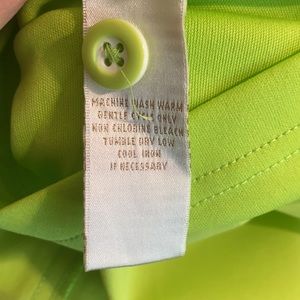 MACHINE WASH WARM
GENTLE CYCLE ONLY
NON CHLORINE BLEACH
TUMBLE DRY LOW
COOL IRON
IF NECESSARY